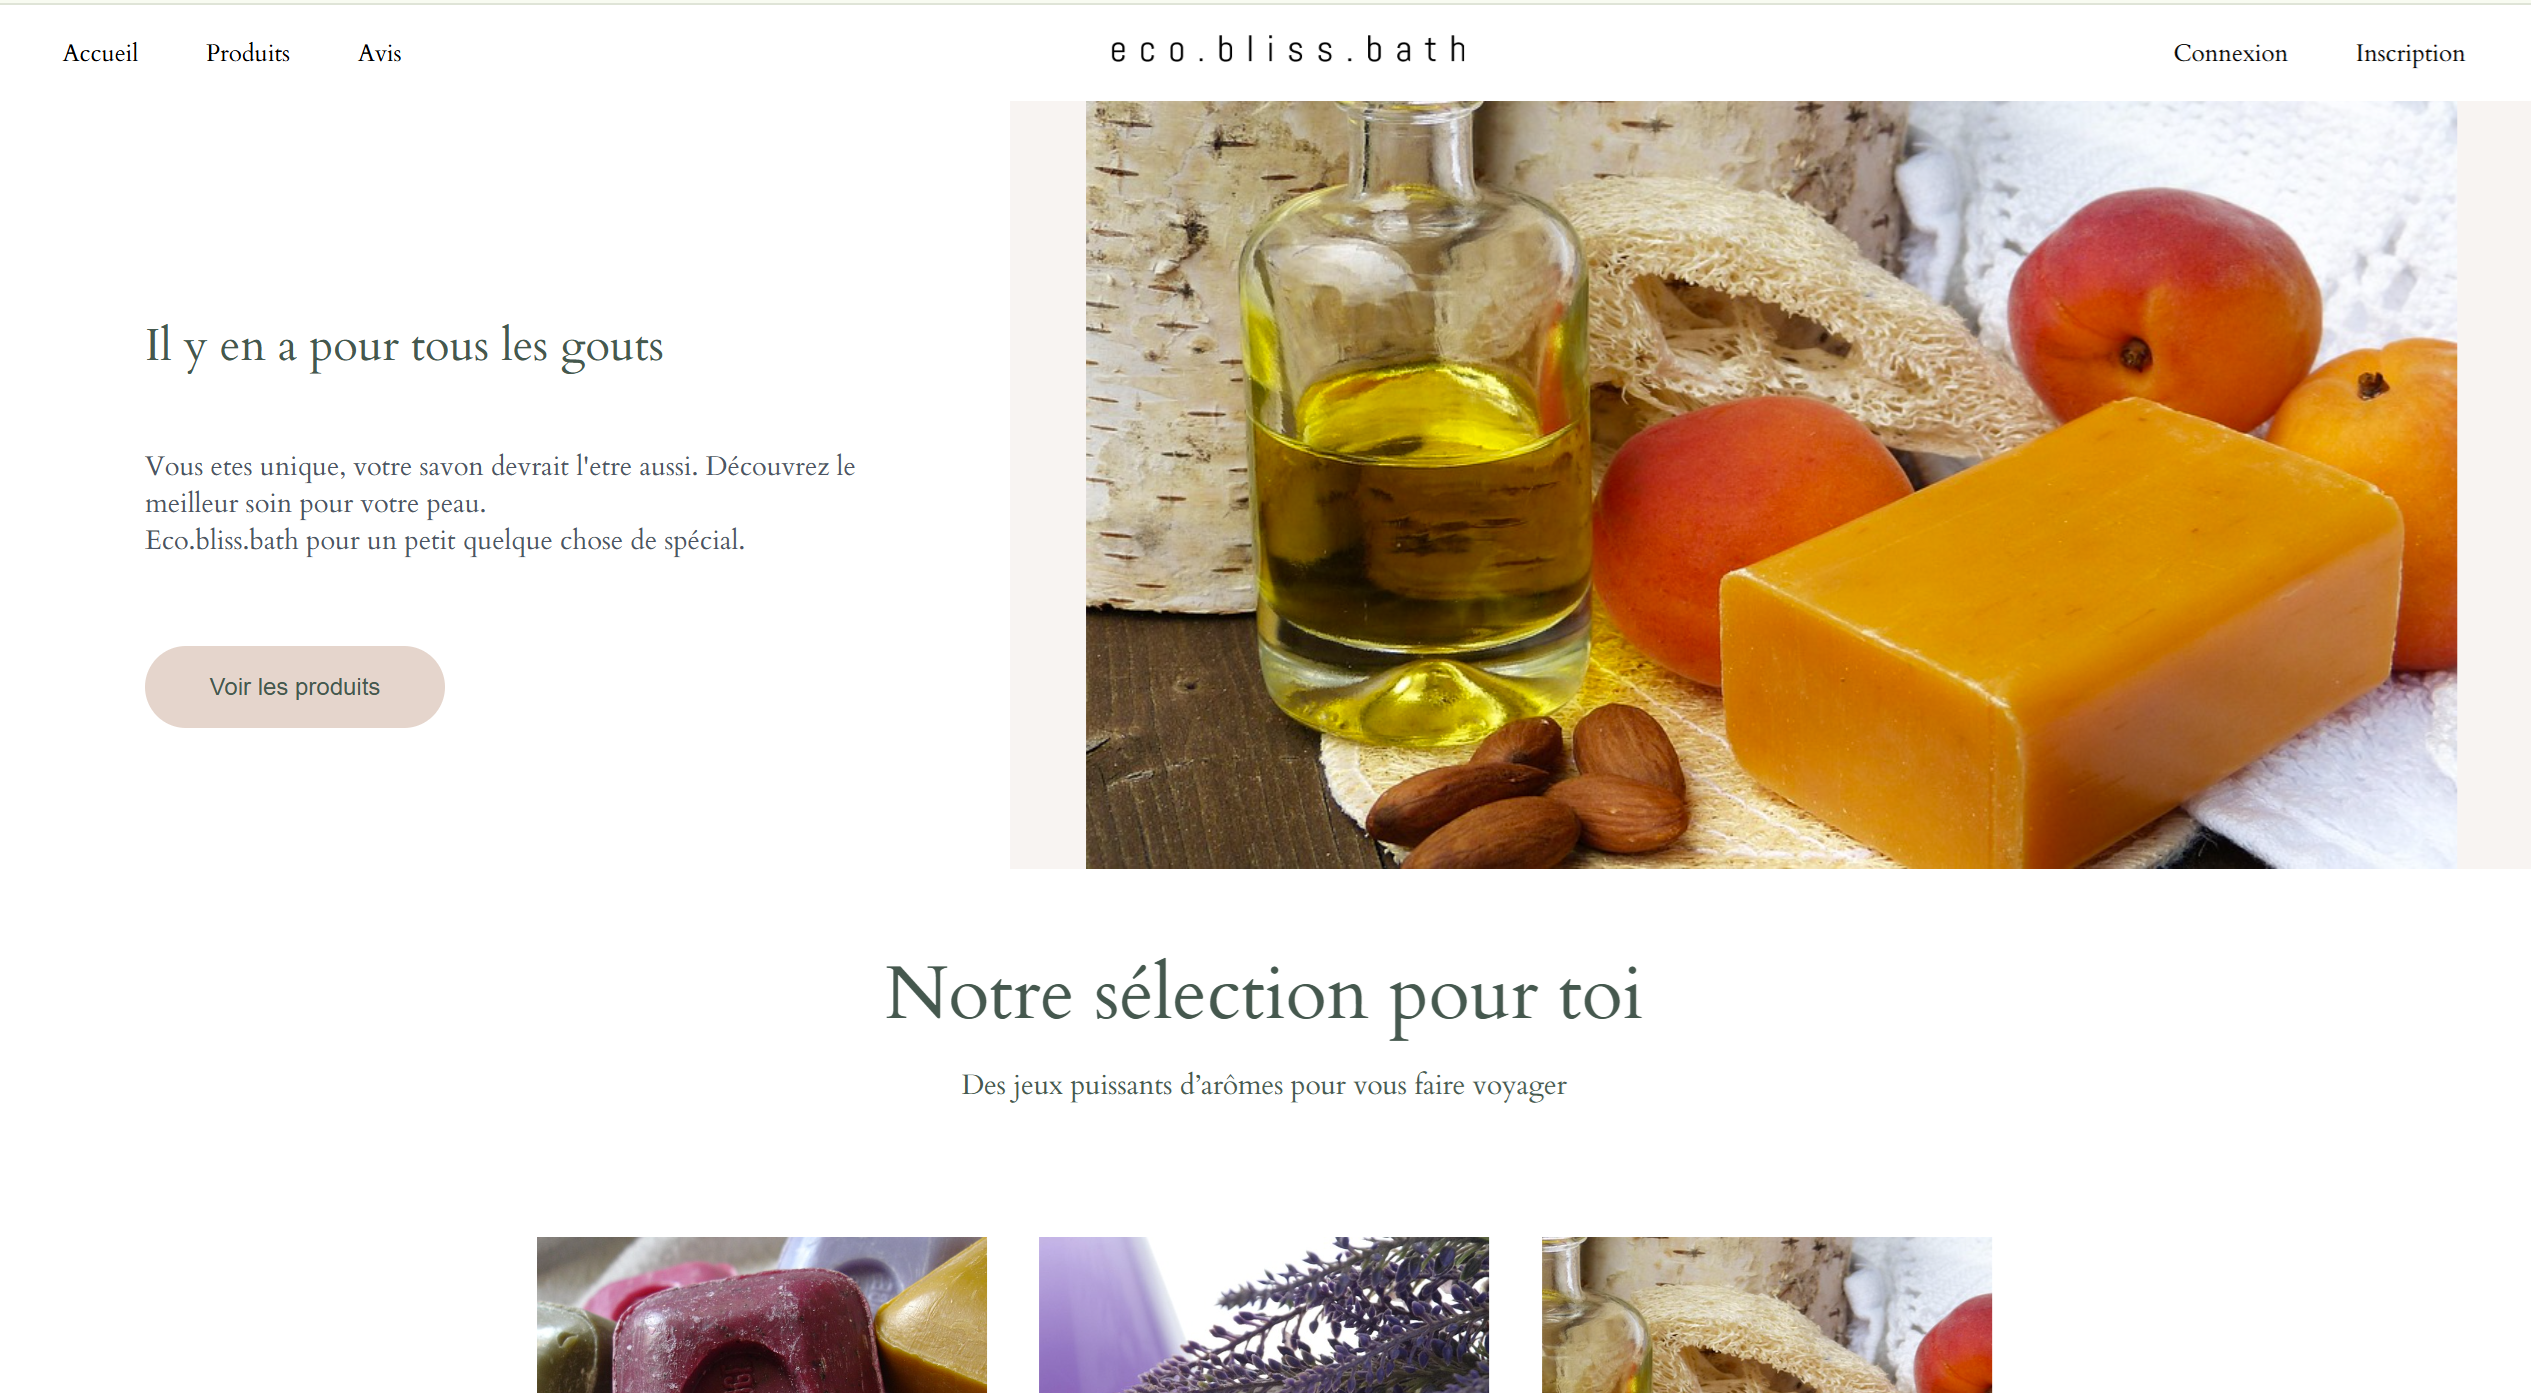 Accueil Produits Avis eco.bliss.bath Connexion Inscription
Il y en a pour tous les gouts
Vous etes unique, votre savon devrait l'etre aussi. Découvrez le
meilleur soin pour votre peau.
Eco.bliss.bath pour un petit quelque chose de spécial.
Voir les produits
Notre sélection pour toi
Des jeux puissants d’arômes pour vous faire voyager